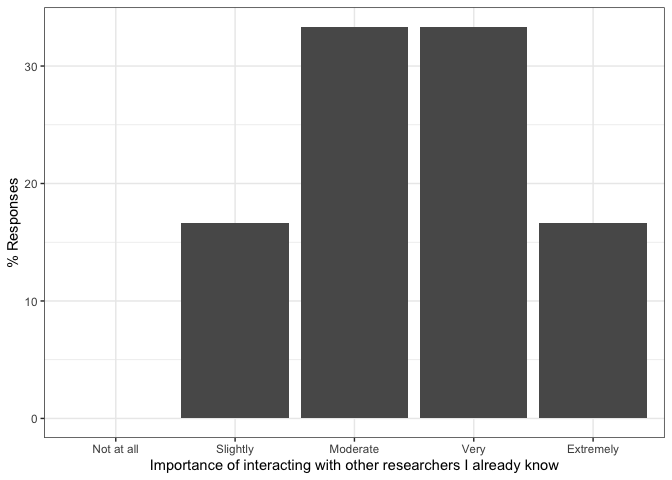 30
20
10
0
% Responses
Not at all Slightly Moderate Very Extremely
Importance of interacting with other researchers I already know